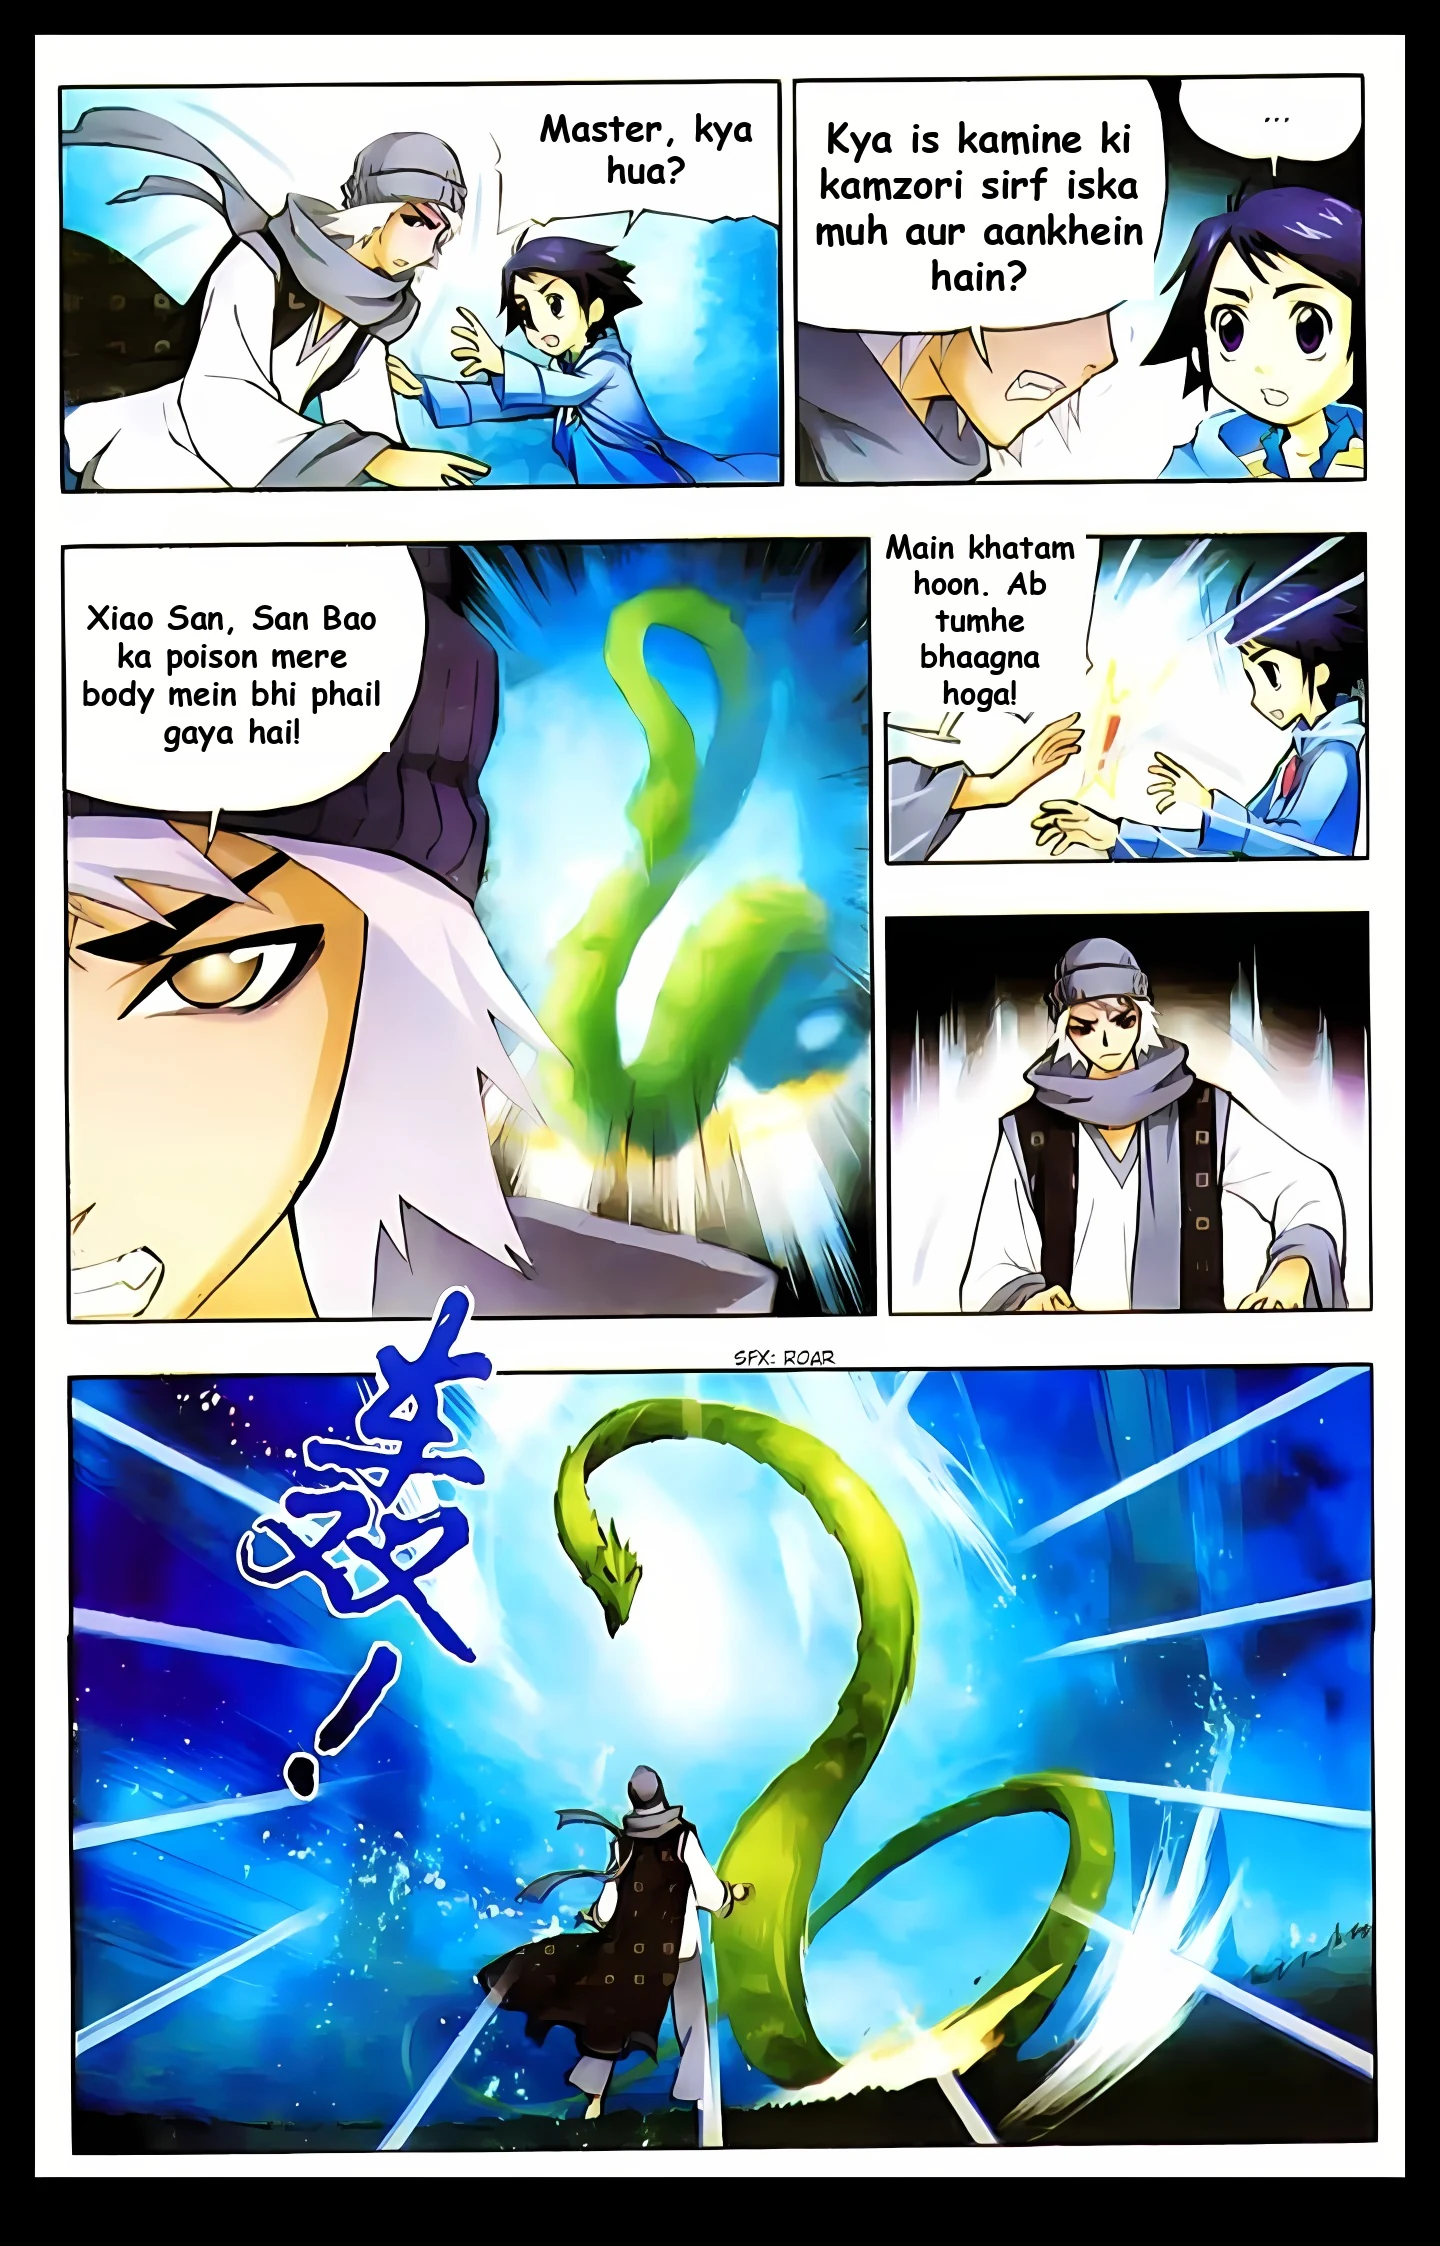 Master, kya
hua?
Kya is kamine ki
kamzori sirf iska
muh aur aankhein
hain?
...
Xiao San, San Bao
ka poison mere
body mein bhi phail
gaya hai!
Main khatam
hoon. Ab
tumhe
bhaagna
hoga!
SFX: ROAR